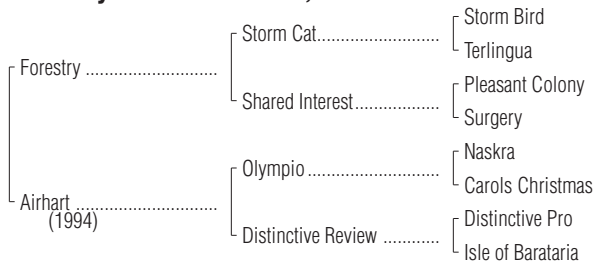 Storm Bird
Storm Cat
Terlingua
Forestry
Pleasant Colony
Shared Interest
Surgery
Naskra
Olympio
Carols Christmas
Airhart
(1994)
Distinctive Pro
Distinctive Review
Isle of Barataria